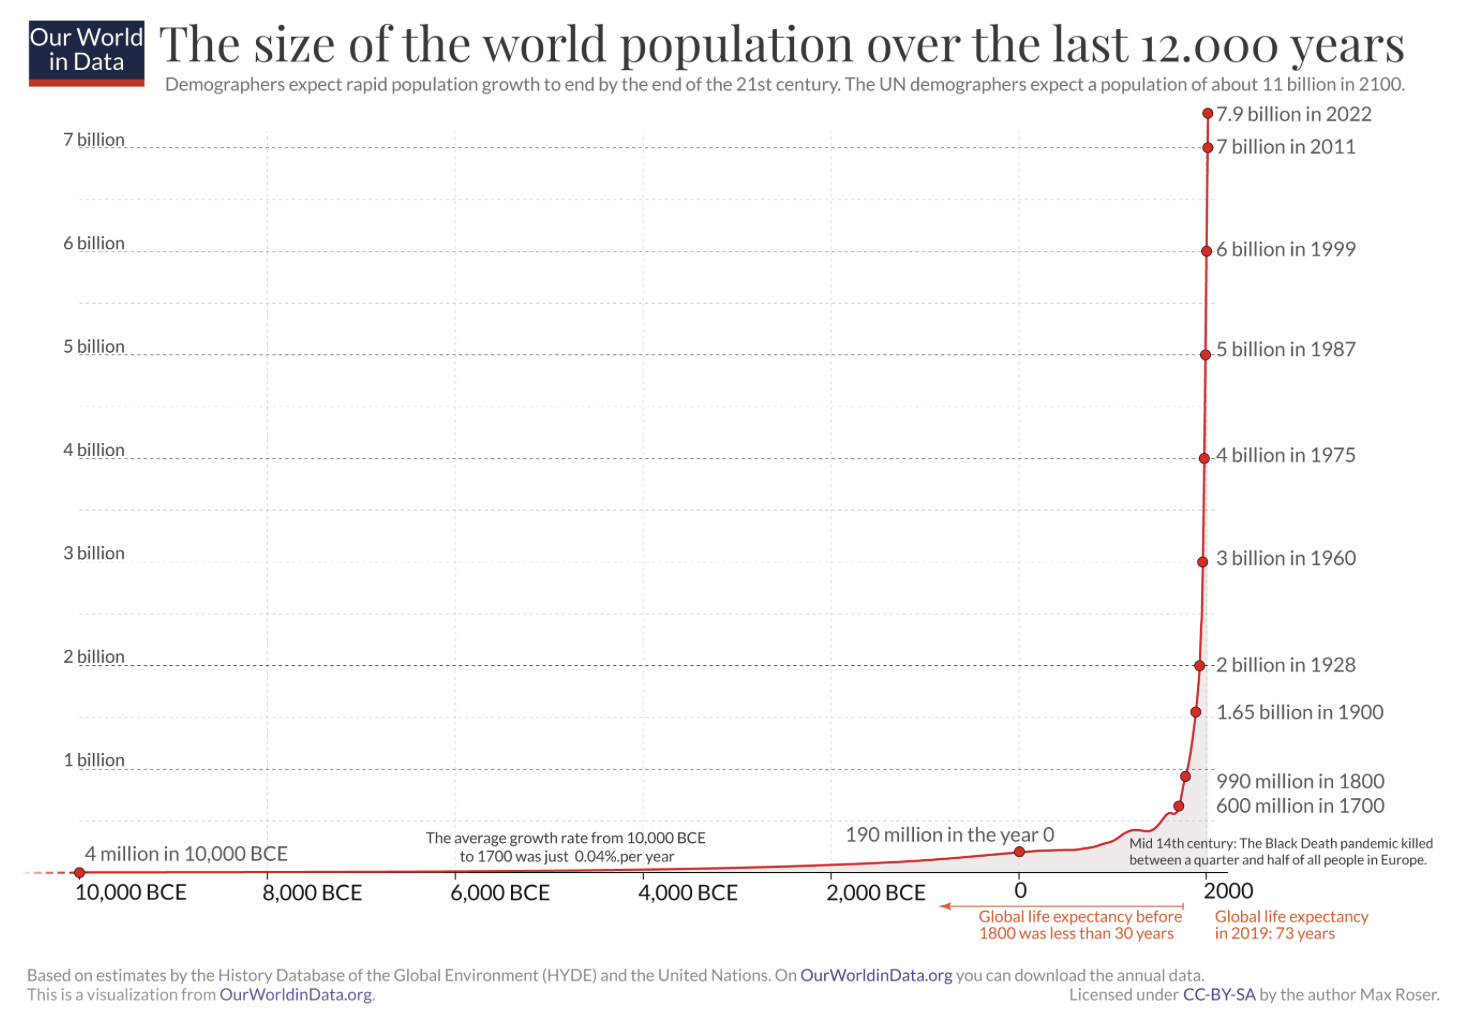 Our World
in Data
The size of the world population over the last 12.000 years
Demographers expect rapid population growth to end by the end of the 21st century. The UN demographers expect a population of about 11 billion in 2100.
7.9 billion in 2022
7 billion
7 billion in 2011
6 billion
6 billion in 1999
5 billion
5 billion in 1987
4 billion
4 billion in 1975
3 billion
3 billion in 1960
2 billion
2 billion in 1928
1.65 billion in 1900
1 billion
990 million in 1800
600 million in 1700
The average growth rate from 10,000 BCE
to 1700 was just 0.04%.per year
190 million in the year 0
Mid 14th century: The Black Death pandemic killed
between a quarter and half of all people in Europe.
4 million in 10,000 BCE
10,000 BCE
8,000 BCE
6,000 BCE
4,000 BCE
2,000 BCE
0
2000
Global life expectancy before
1800 was less than 30 years
Global life expectancy
in 2019: 73 years
Based on estimates by the History Database of the Global Environment (HYDE) and the United Nations. On OurWorldinData.org you can download the annual data.
This is a visualization from OurWorldinData.org.
Licensed under CC-BY-SA by the author Max Roser.